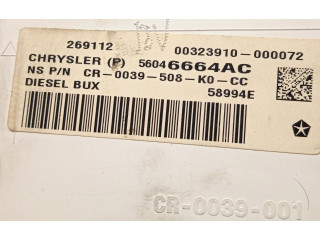 269112 00323910-000072
CHRYSLER (P) 56046664AC
NS P/N CR-0039-508-K0-CC
DIESEL BUX 58994E
CR-0039-001